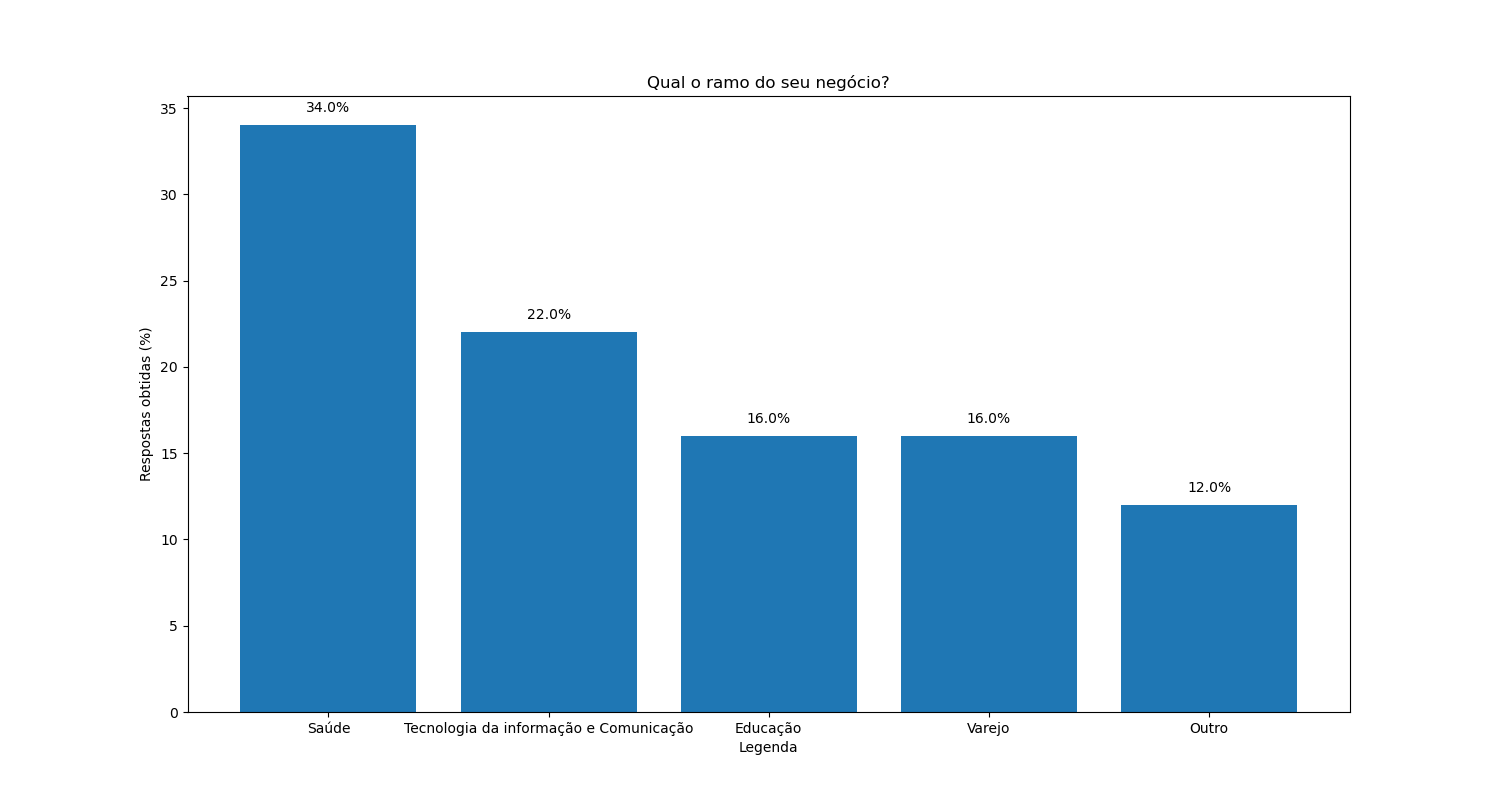 Qual o ramo do seu negócio?
35
34.0%
30
25
22.0%
20
16.0%
16.0%
15
12.0%
10
5
0
Respostas obtidas (%)
Saúde
Tecnologia da informação e Comunicação
Educação
Varejo
Outro
Legenda